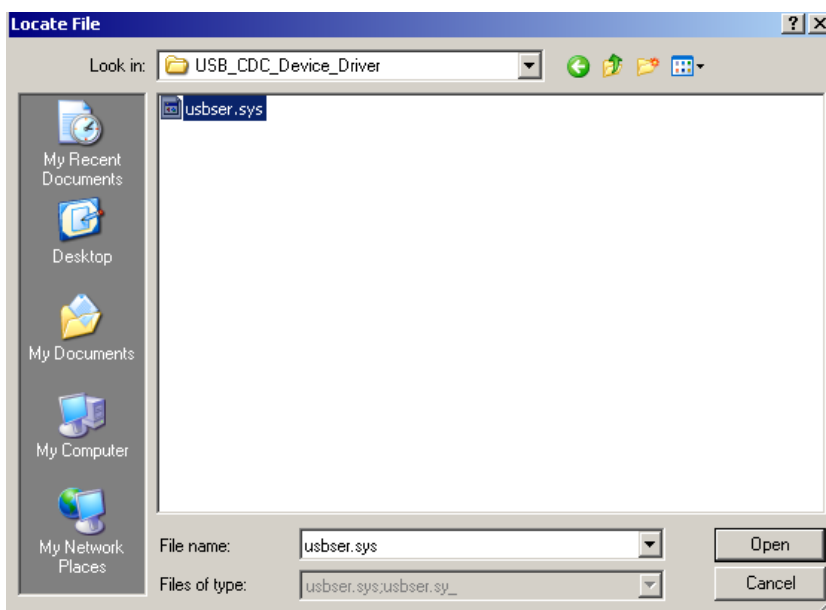 Locate File
Look in: USB_CDC_Device_Driver
usbser.sys
My Recent
Documents
Desktop
My Documents
My Computer
My Network
Places
File name: usbser.sys Open
Files of type: usbser.sys;usbser.sy_ Cancel